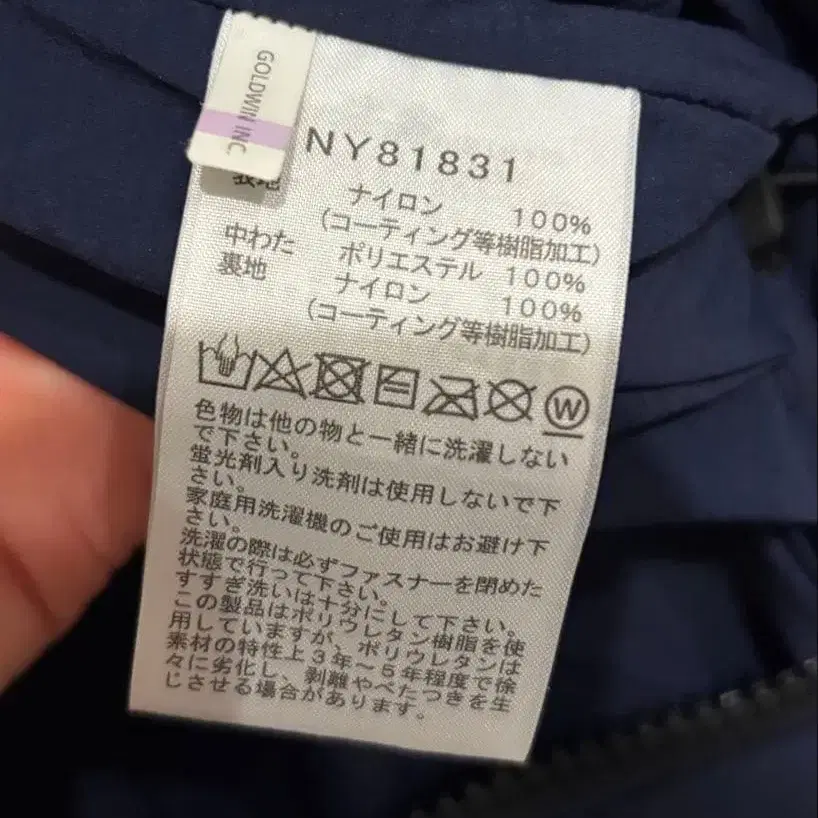 GOLDWIN INC.
NY81831
表地 ナイロン 100%
(コーティング等樹脂加工)
中わた ポリエステル 100%
裏地 ナイロン 100%
(コーティング等樹脂加工)
W
色物は他の物と一緒に洗濯しない
で下さい。
蛍光剤入り洗剤は使用しないで下
さい。
家庭用洗濯機のご使用はお避け下
さい。
洗濯の際は必ずファスナーを閉めた
状態で行って下さい。
すすぎ洗いは十分にして下さい。
この製品はポリウレタン樹脂を使
用していますが、ポリウレタンは
素材の特性上3年〜5年程度で徐
々に劣化し、剥離やべたつきを生
じさせる場合があります。